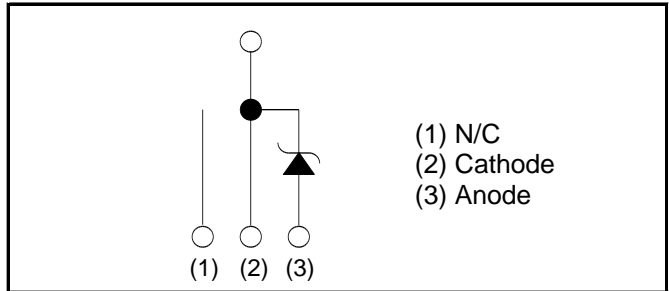 (1) N/C
(2) Cathode
(3) Anode
(1) (2) (3)